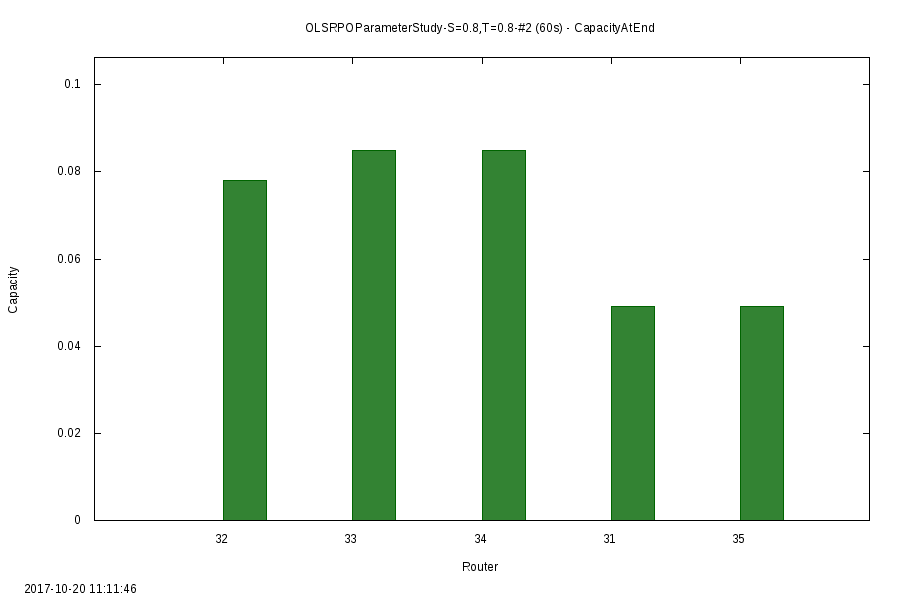 OLSRPOParameterStudy-S=0.8,T=0.8-#2 (60s) - CapacityAtEnd
0.1
0.08
0.06
0.04
0.02
0
Capacity
32 33 34 31 35
Router
2017-10-20 11:11:46